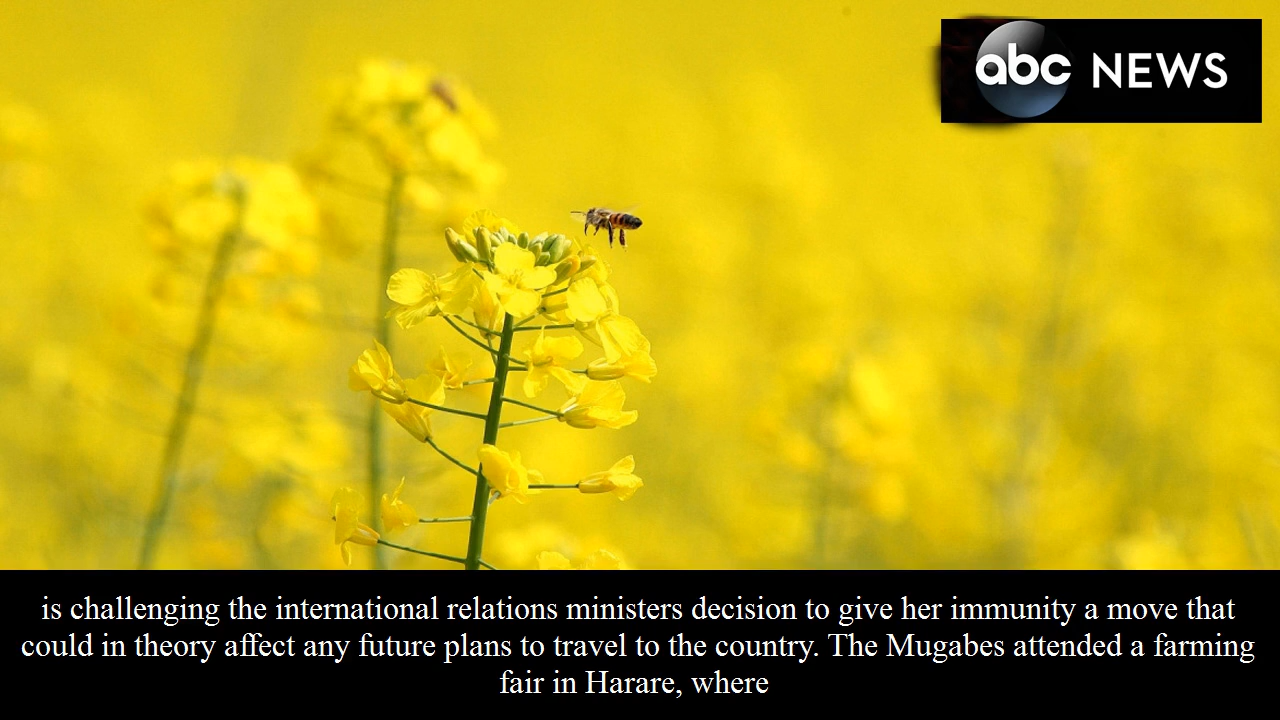 abc NEWS
is challenging the international relations ministers decision to give her immunity a move that
could in theory affect any future plans to travel to the country. The Mugabes attended a farming
fair in Harare, where